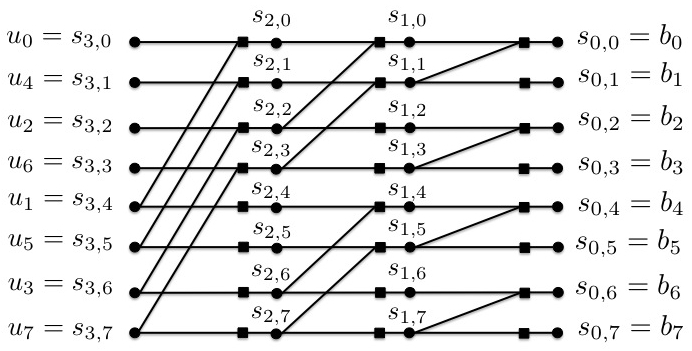 u_0 = s_{3,0} s_{2,0} s_{1,0} s_{0,0} = b_0
u_4 = s_{3,1} s_{2,1} s_{1,1} s_{0,1} = b_1
u_2 = s_{3,2} s_{2,2} s_{1,2} s_{0,2} = b_2
u_6 = s_{3,3} s_{2,3} s_{1,3} s_{0,3} = b_3
u_1 = s_{3,4} s_{2,4} s_{1,4} s_{0,4} = b_4
u_5 = s_{3,5} s_{2,5} s_{1,5} s_{0,5} = b_5
u_3 = s_{3,6} s_{2,6} s_{1,6} s_{0,6} = b_6
u_7 = s_{3,7} s_{2,7} s_{1,7} s_{0,7} = b_7